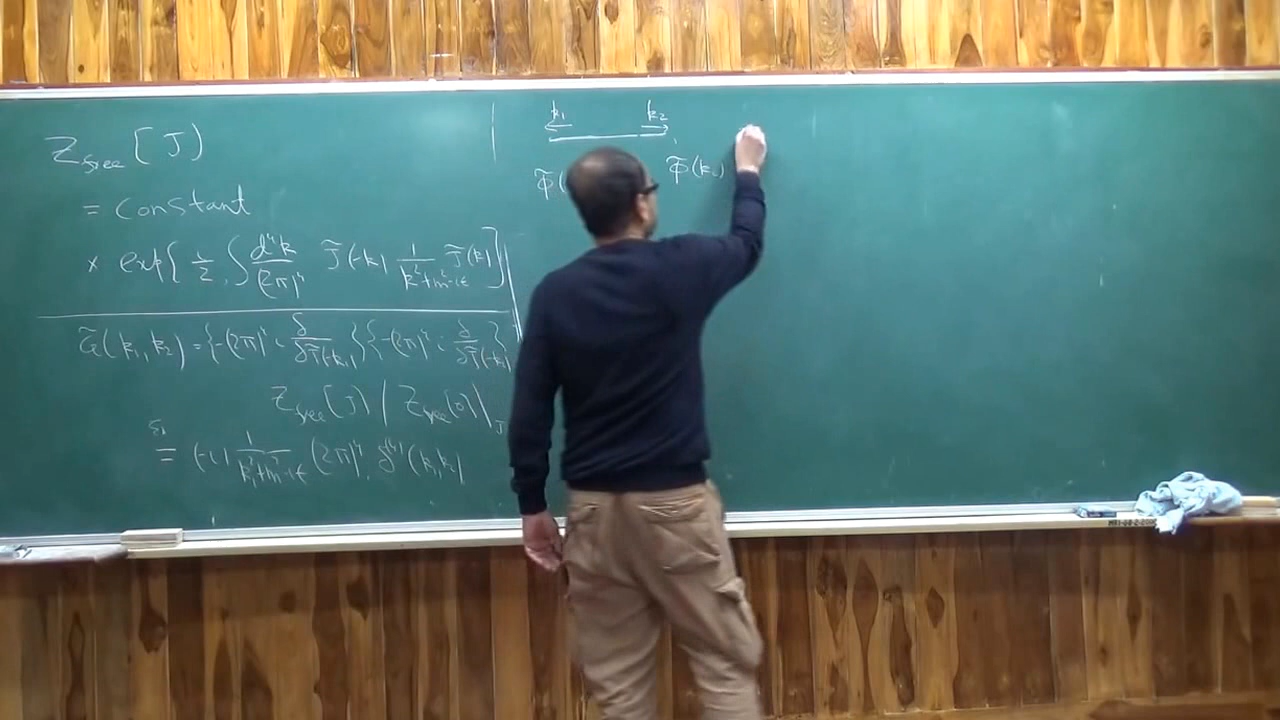 Z_free [J]
= constant
× exp{ i/2 ∫ d⁴k/(2π)⁴ J̃(-k) 1/(k²+m²-iε) J̃(k) }
G̃(k₁, k₂) = {-(2π)⁴ i δ/δJ̃(-k₁)} {-(2π)⁴ i δ/δJ̃(-k₂)}
Z_free[J] / Z_free[0] |_J
= (-i) 1/(k₁²+m²-iε) (2π)⁴ δ⁽⁴⁾(k₁+k₂)
k₁ k₂
φ̃( φ̃(k₂)